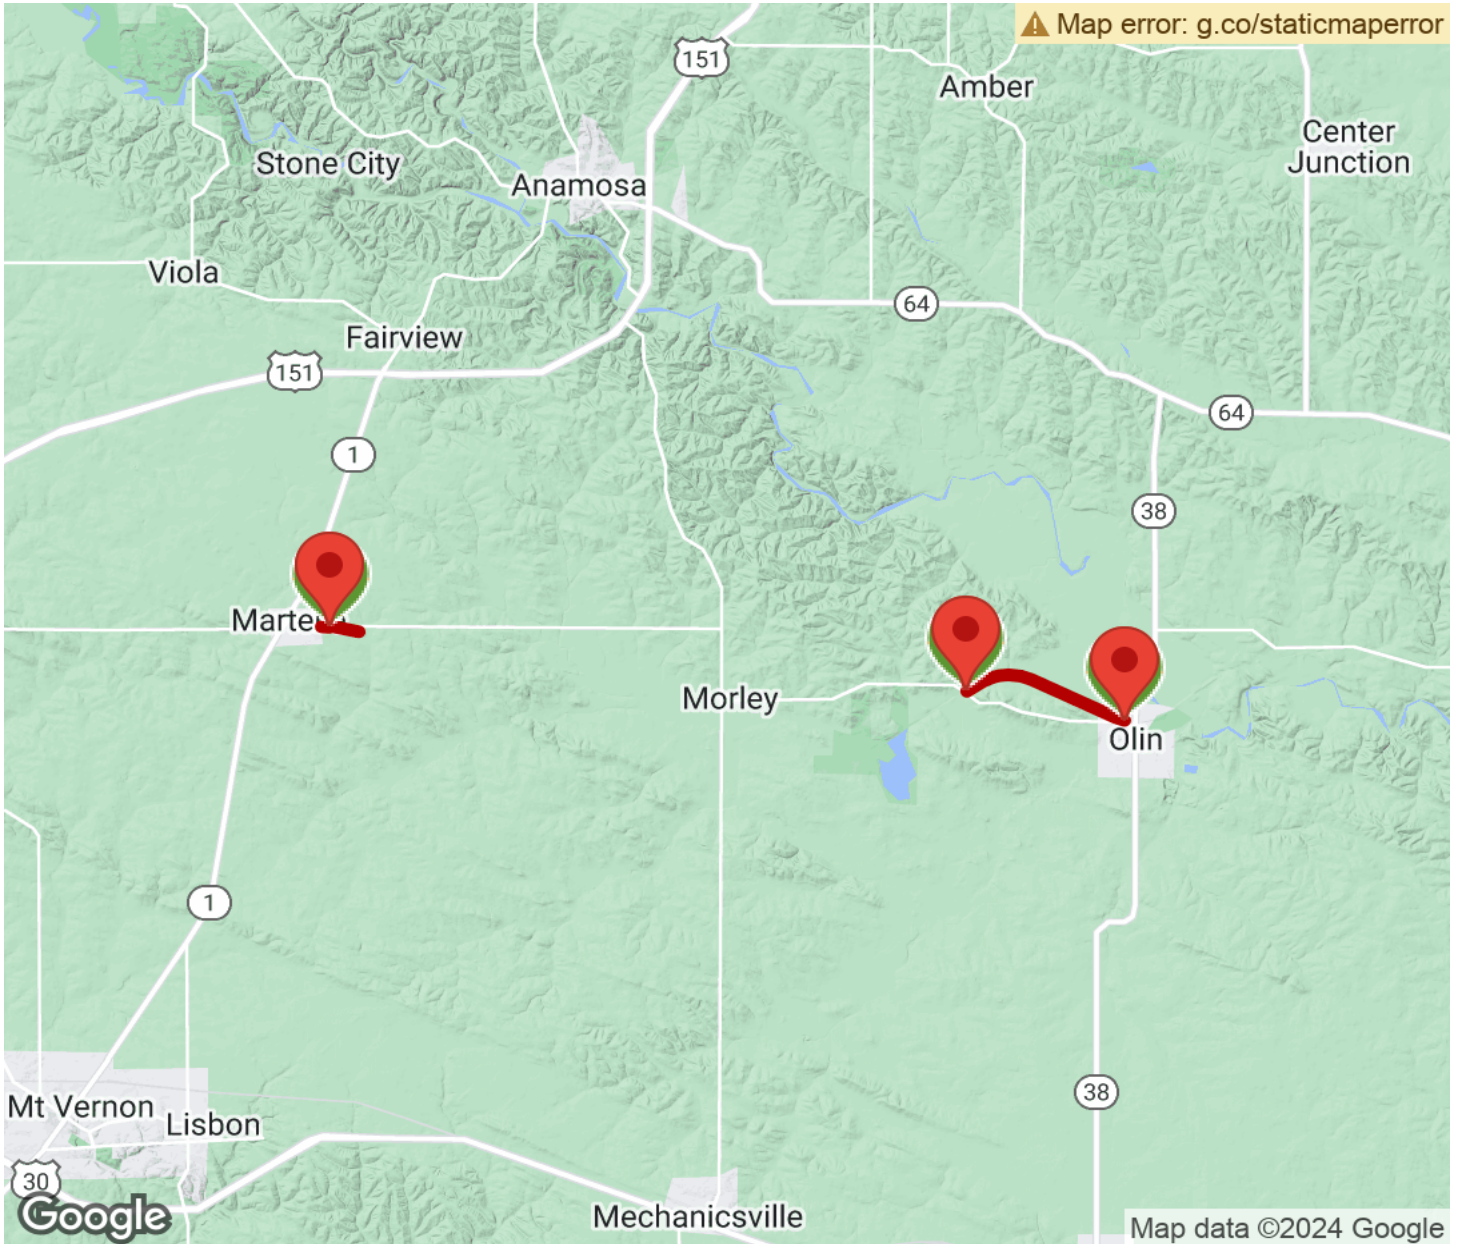 Map error: g.co/staticmaperror
151
Amber
Center
Junction
Stone City
Anamosa
Viola
64
Fairview
151
64
1
38
Morley
Olin
1
38
Mt Vernon
Lisbon
30
Google
Mechanicsville
Map data ©2024 Google